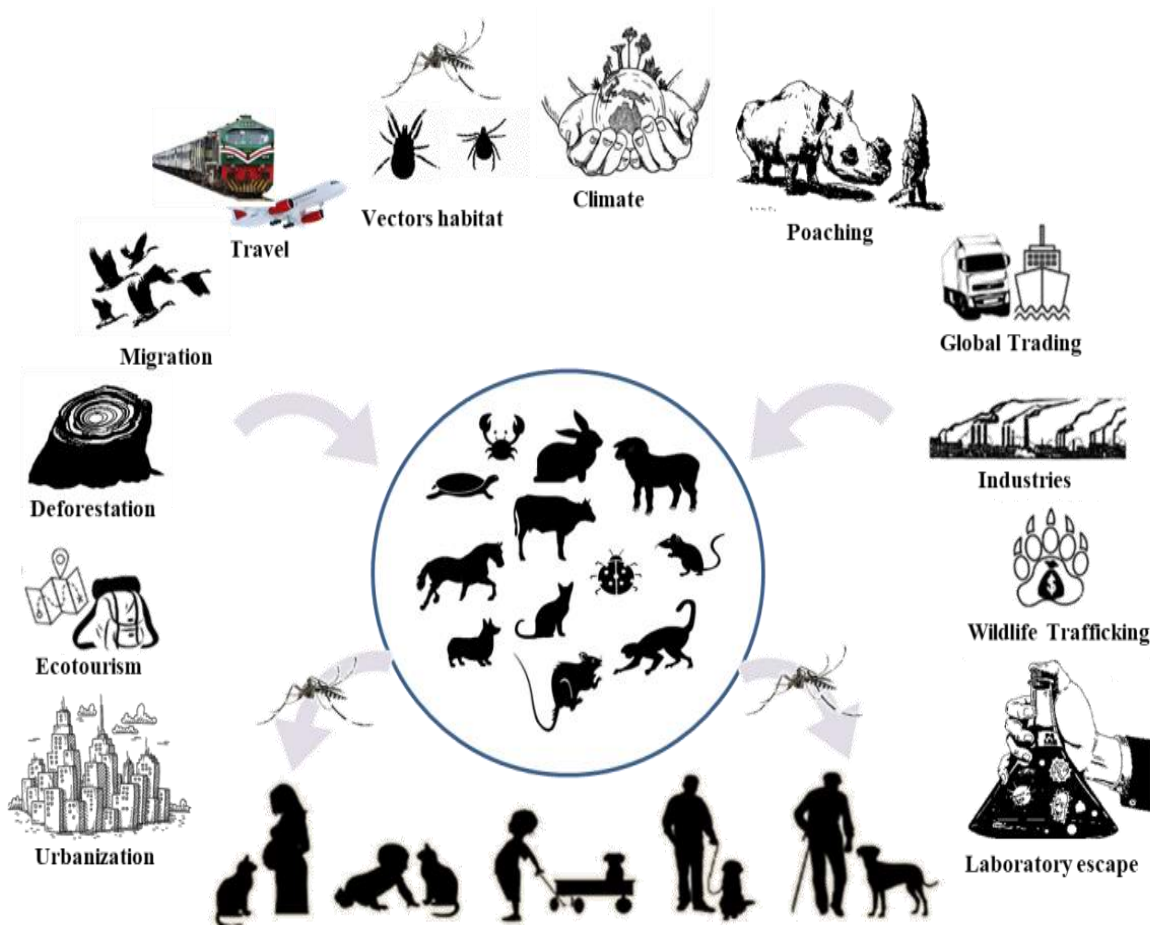 Climate
Vectors habitat
Poaching
Travel
Global Trading
Migration
Industries
Deforestation
Wildlife Trafficking
Ecotourism
Urbanization
Laboratory escape